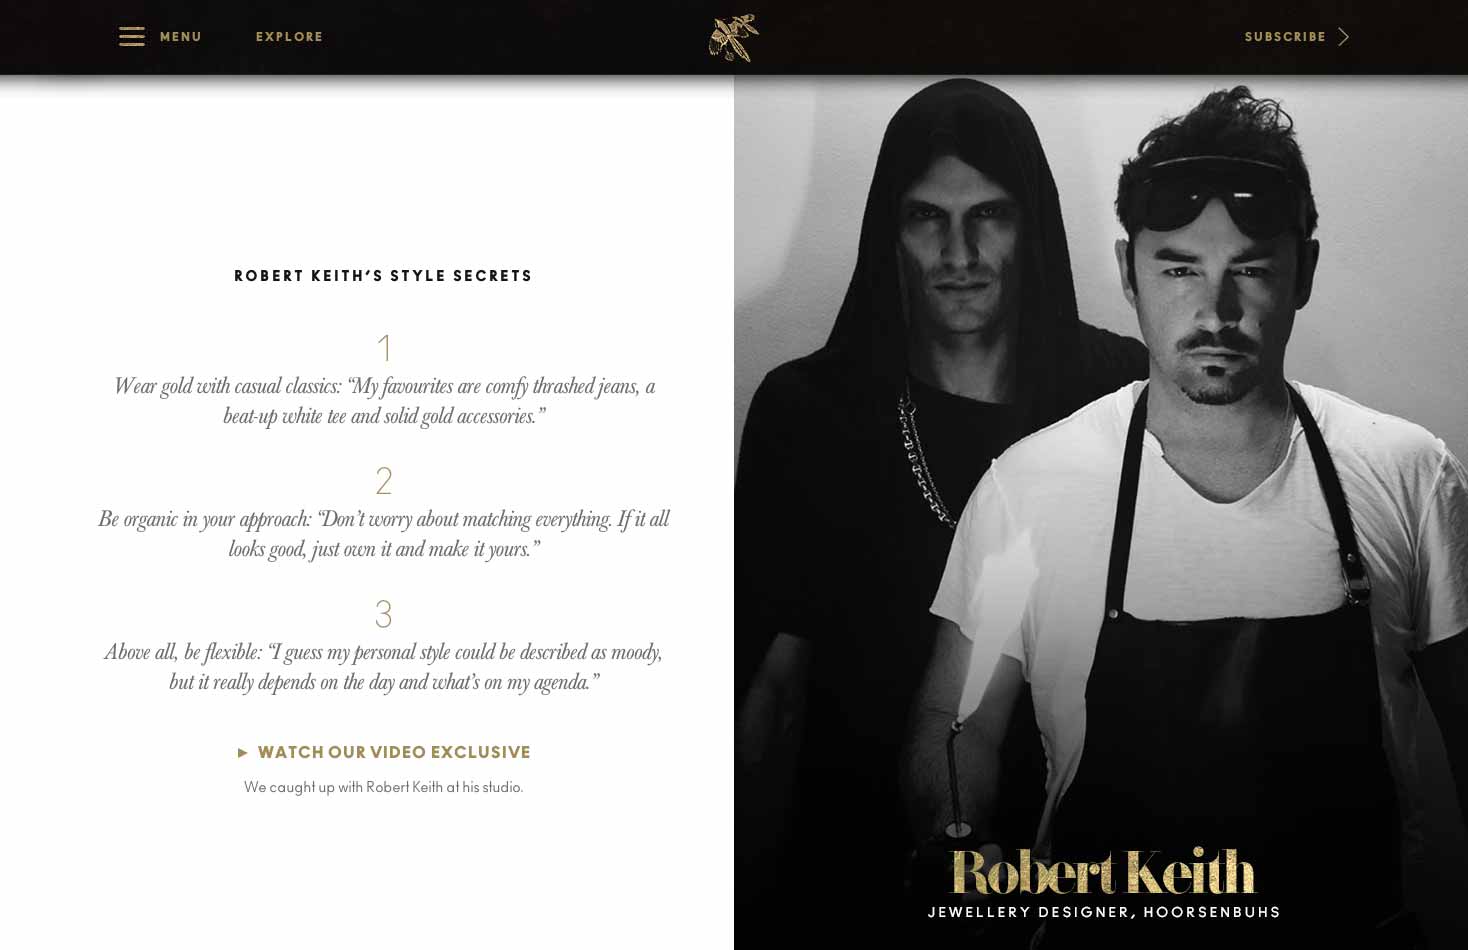 MENU
EXPLORE
SUBSCRIBE
ROBERT KEITH’S STYLE SECRETS
1
Wear gold with casual classics: “My favourites are comfy thrashed jeans, a
beat-up white tee and solid gold accessories.”
2
Be organic in your approach: “Don’t worry about matching everything. If it all
looks good, just own it and make it yours.”
3
Above all, be flexible: “I guess my personal style could be described as moody,
but it really depends on the day and what’s on my agenda.”
► WATCH OUR VIDEO EXCLUSIVE
We caught up with Robert Keith at his studio.
Robert Keith
JEWELLERY DESIGNER, HOORSENBUHS